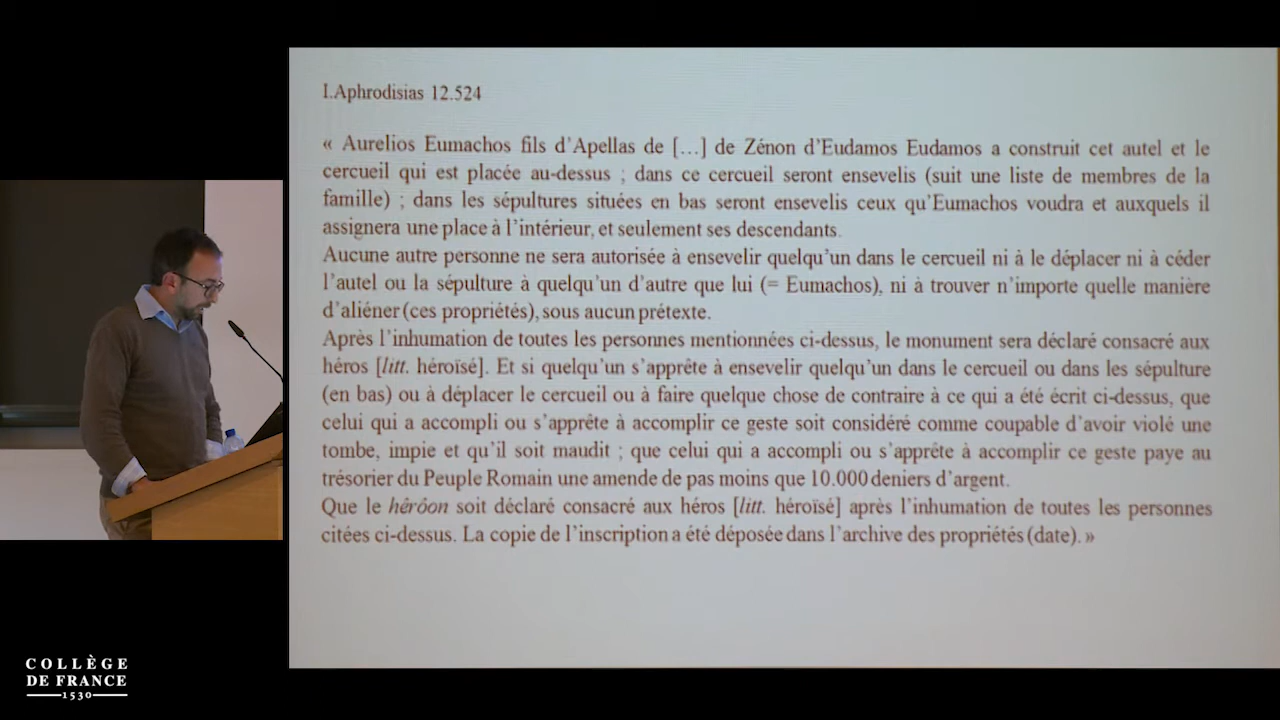 I.Aphrodisias 12.524
« Aurelios Eumachos fils d'Apellas de [...] de Zénon d'Eudamos Eudamos a construit cet autel et le
cercueil qui est placée au-dessus ; dans ce cercueil seront ensevelis (suit une liste de membres de la
famille) ; dans les sépultures situées en bas seront ensevelis ceux qu'Eumachos voudra et auxquels il
assignera une place à l'intérieur, et seulement ses descendants.
Aucune autre personne ne sera autorisée à ensevelir quelqu'un dans le cercueil ni à le déplacer ni à céder
l'autel ou la sépulture à quelqu'un d'autre que lui (= Eumachos), ni à trouver n'importe quelle manière
d'aliéner (ces propriétés), sous aucun prétexte.
Après l'inhumation de toutes les personnes mentionnées ci-dessus, le monument sera déclaré consacré aux
héros [litt. héroïsé]. Et si quelqu'un s'apprête à ensevelir quelqu'un dans le cercueil ou dans les sépulture
(en bas) ou à déplacer le cercueil ou à faire quelque chose de contraire à ce qui a été écrit ci-dessus, que
celui qui a accompli ou s'apprête à accomplir ce geste soit considéré comme coupable d'avoir violé une
tombe, impie et qu'il soit maudit ; que celui qui a accompli ou s'apprête à accomplir ce geste paye au
trésorier du Peuple Romain une amende de pas moins que 10.000 deniers d'argent.
Que le hêrôon soit déclaré consacré aux héros [litt. héroïsé] après l'inhumation de toutes les personnes
citées ci-dessus. La copie de l'inscription a été déposée dans l'archive des propriétés (date). »
COLLÈGE
DE FRANCE
1530